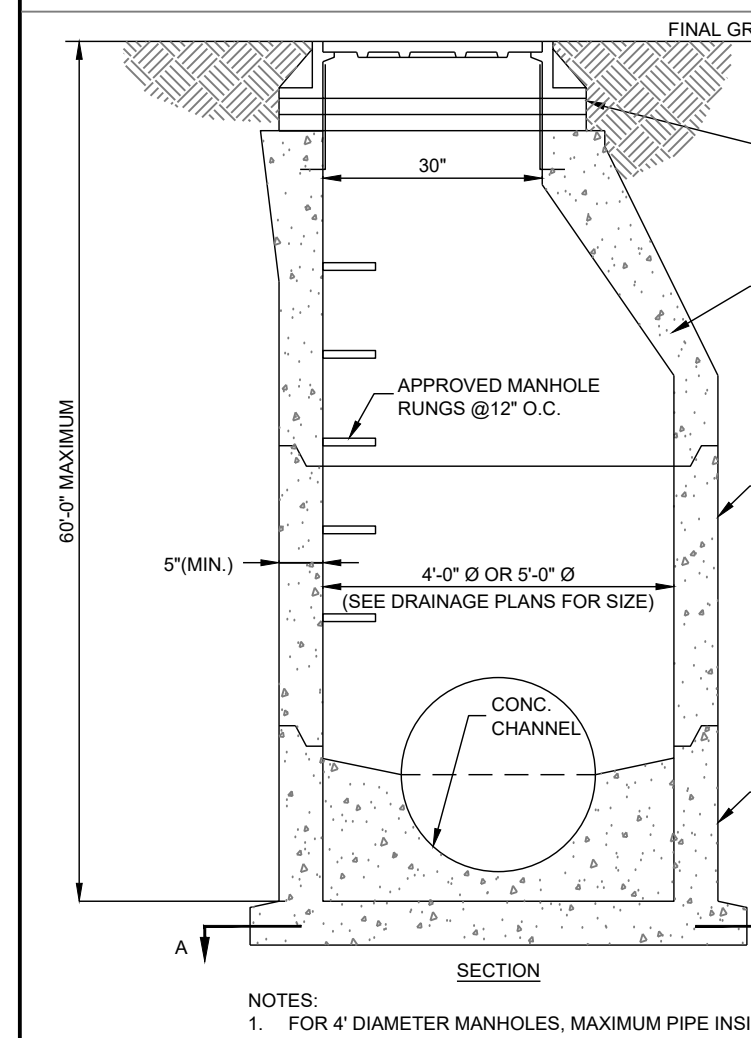 FINAL GR
30"
APPROVED MANHOLE
RUNGS @12" O.C.
60'-0" MAXIMUM
5"(MIN.)
4'-0" Ø OR 5'-0" Ø
(SEE DRAINAGE PLANS FOR SIZE)
CONC.
CHANNEL
A
SECTION
NOTES:
1. FOR 4' DIAMETER MANHOLES, MAXIMUM PIPE INSI